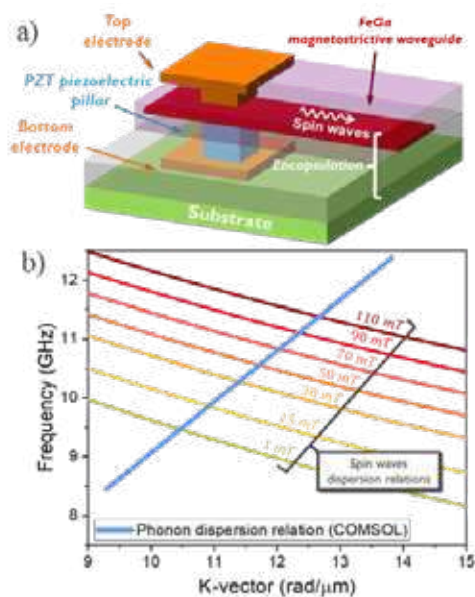 a)
Top
electrode
FeGa
magnetostrictive waveguide
PZT piezoelectric
pillar
Spin waves
Bottom
electrode
Encapsulation
Substrate
b)
12
11
10
9
8
Frequency (GHz)
110 mT
90 mT
70 mT
50 mT
30 mT
15 mT
1 mT
Spin waves
dispersion relations
Phonon dispersion relation (COMSOL)
9 10 11 12 13 14 15
K-vector (rad/μm)